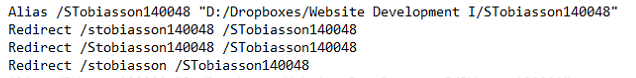 Alias /STobiasson140048 "D:/Dropboxes/Website Development I/STobiasson140048"
Redirect /stobiasson140048 /STobiasson140048
Redirect /Stobiasson140048 /STobiasson140048
Redirect /stobiasson /STobiasson140048